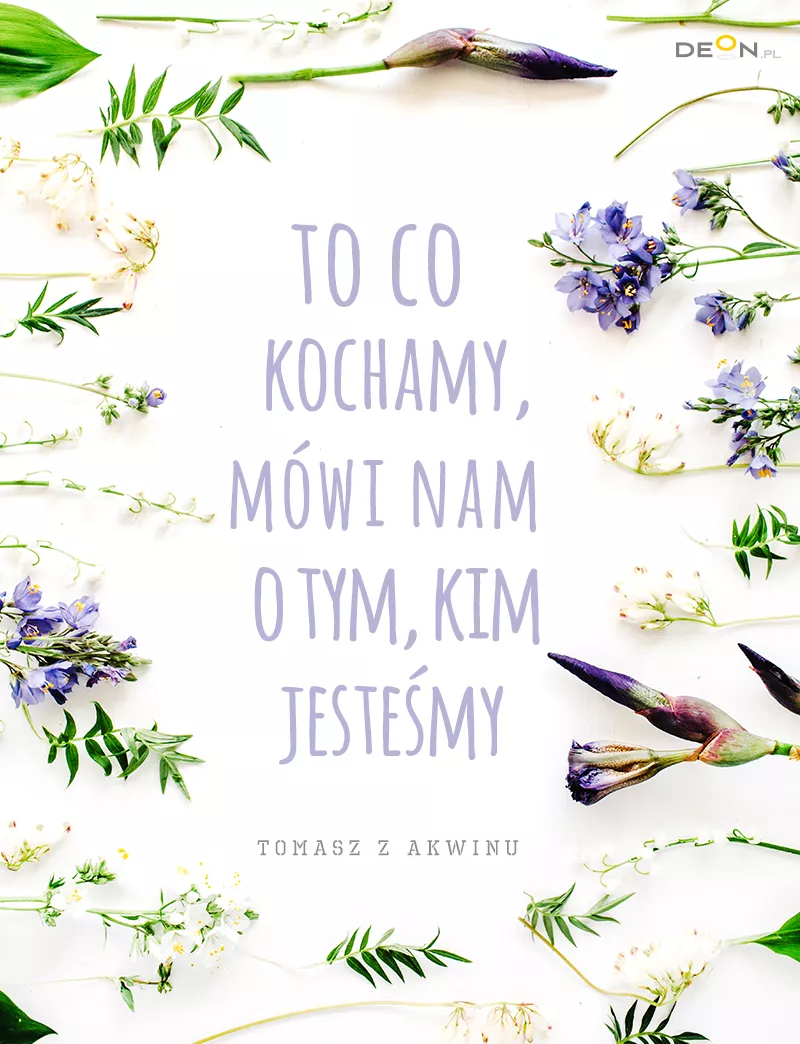 DEON.PL
TO CO
KOCHAMY,
MÓWI NAM
O TYM, KIM
JESTEŚMY
TOMASZ Z AKWINU